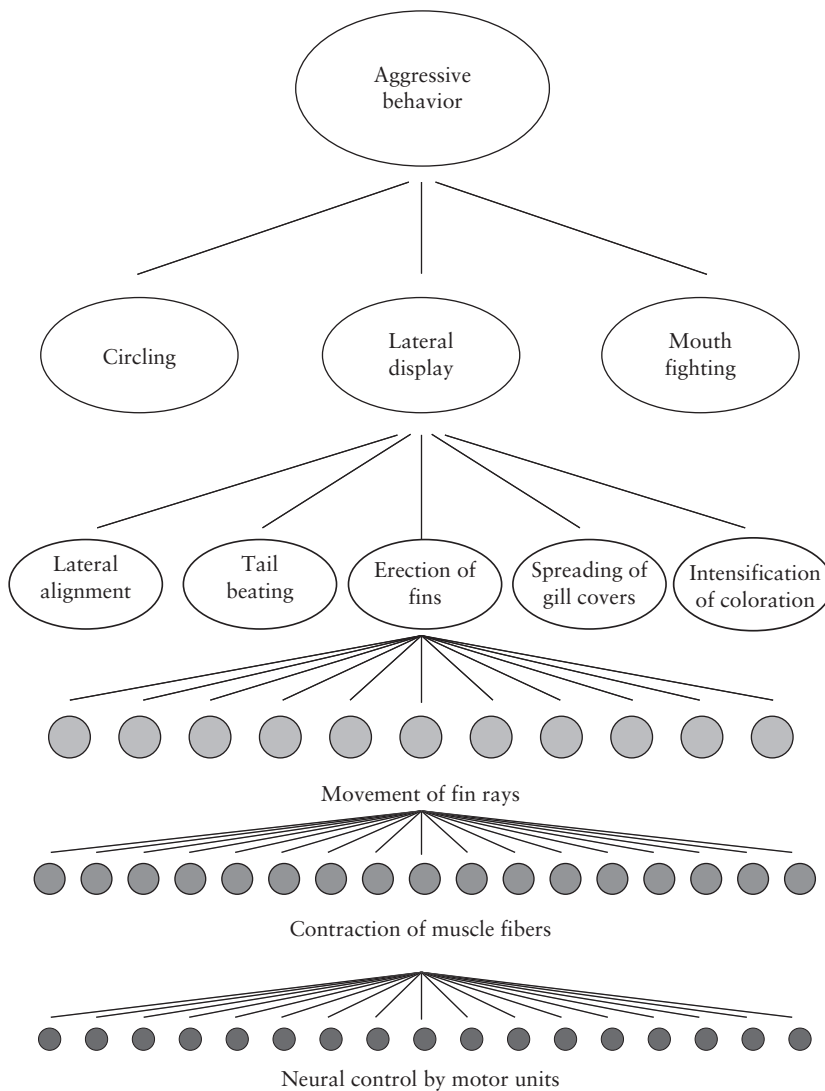 Aggressive
behavior
Circling
Lateral
display
Mouth
fighting
Lateral
alignment
Tail
beating
Erection of
fins
Spreading of
gill covers
Intensification
of coloration
Movement of fin rays
Contraction of muscle fibers
Neural control by motor units